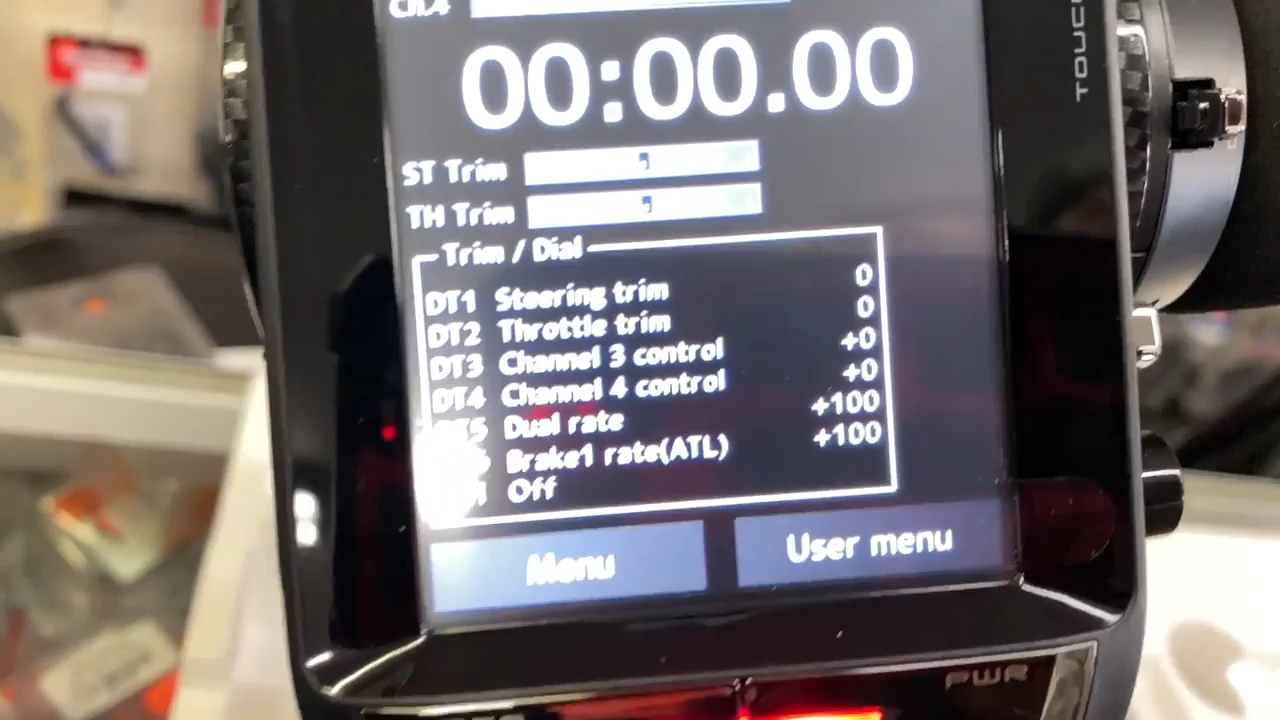 Ch.4
00:00.00
ST Trim
TH Trim
Trim / Dial
DT1 Steering trim 0
DT2 Throttle trim 0
DT3 Channel 3 control +0
DT4 Channel 4 control +0
Dual rate +100
Brake1 rate(ATL) +100
Off
Menu
User menu
PWR